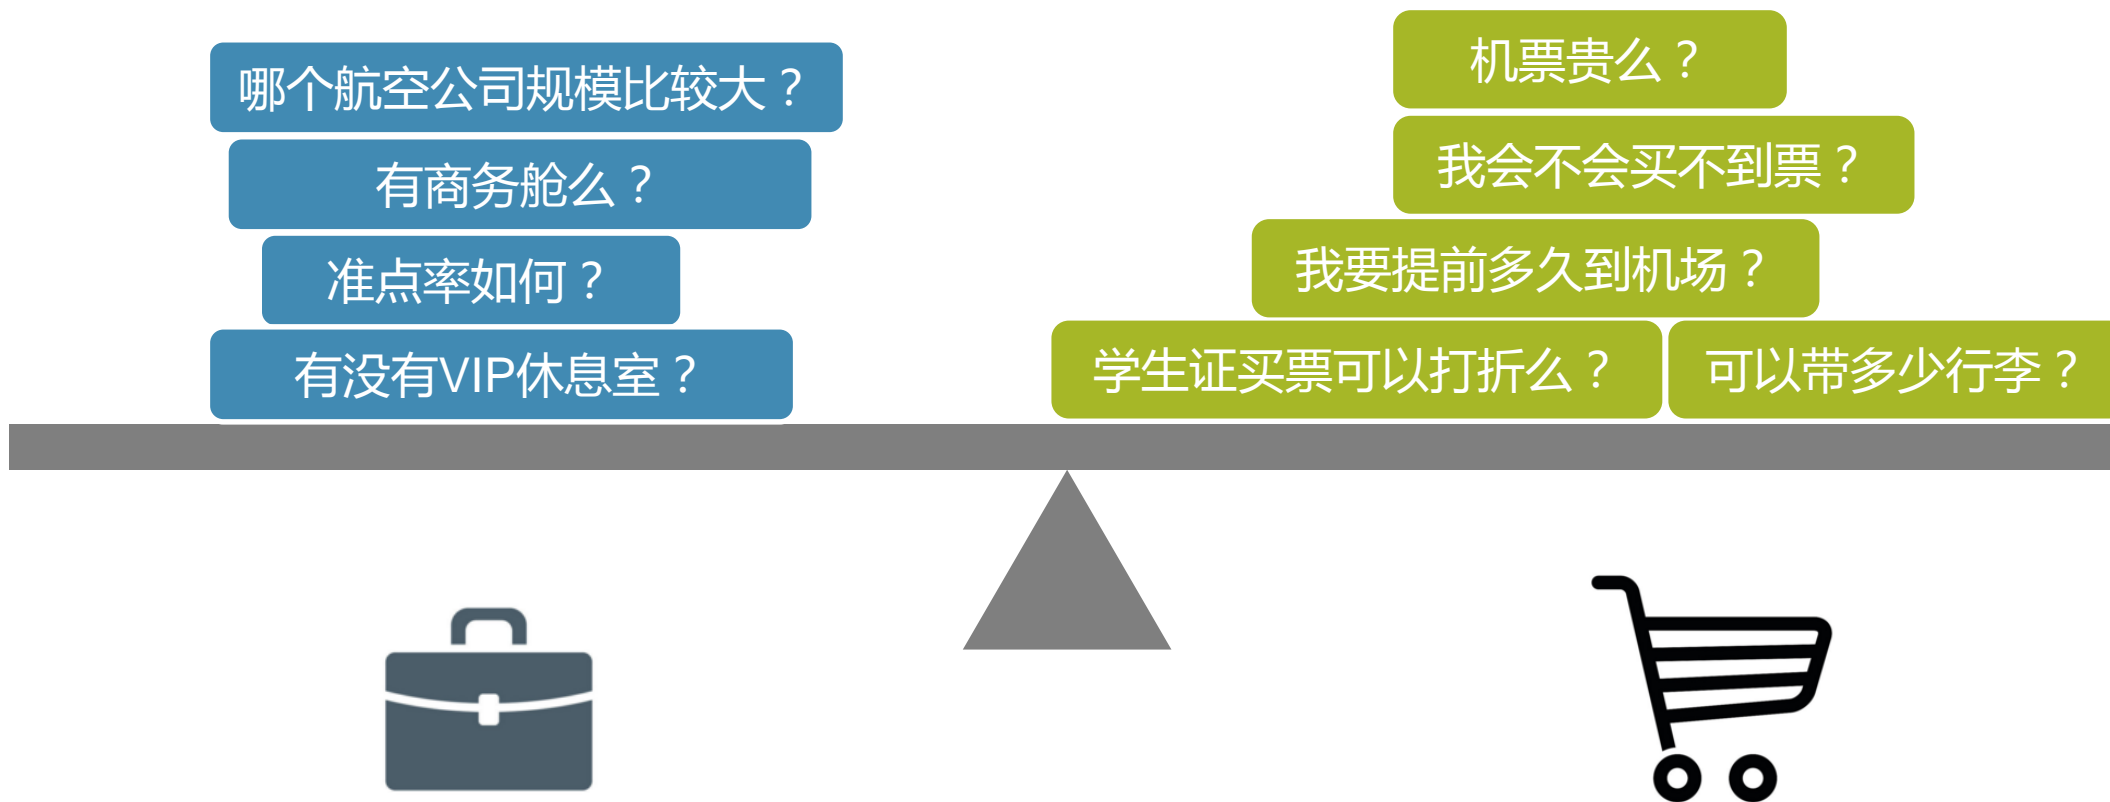 哪个航空公司规模比较大？
有商务舱么？
准点率如何？
有没有VIP休息室？
机票贵么？
我会不会买不到票？
我要提前多久到机场？
学生证买票可以打折么？
可以带多少行李？